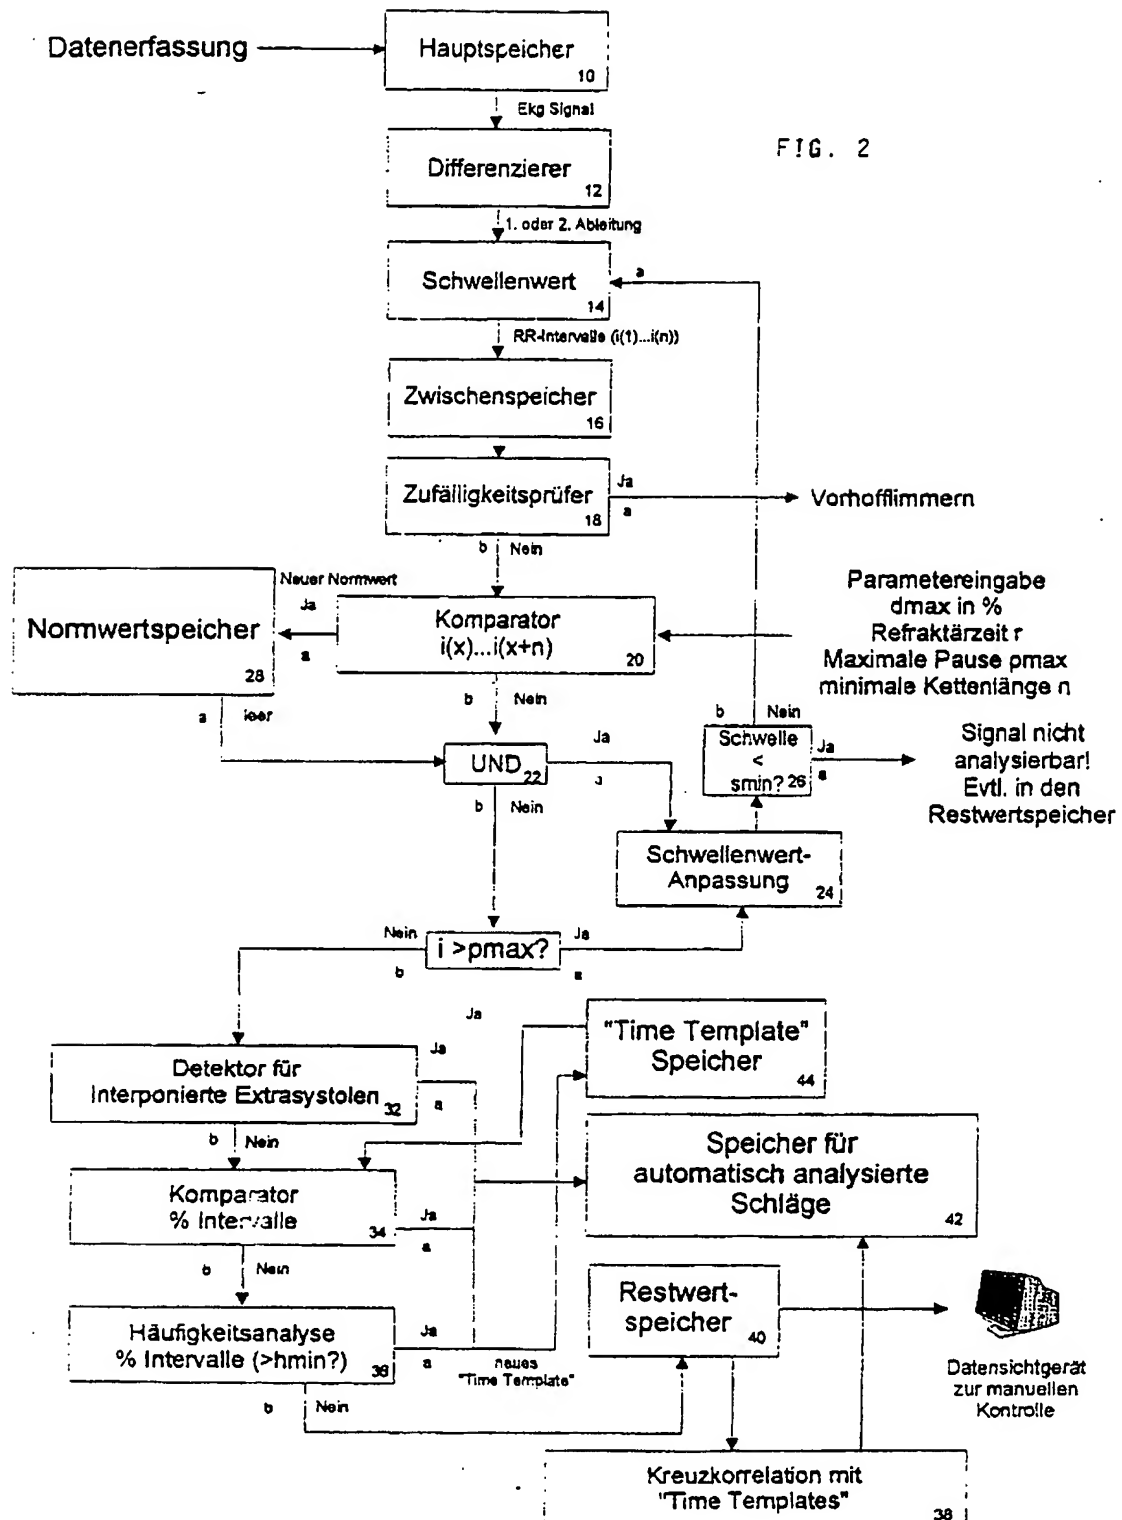 Datenerfassung
Hauptspeicher
10
Ekg Signal
FIG. 2
Differenzierer
12
1. oder 2. Ableitung
Schwellenwert
14
a
RR-Intervalle (i(1)...i(n))
Zwischenspeicher
16
Zufälligkeitsprüfer
18
Ja
a
Vorhofflimmern
b Nein
Neuer Normwert
Ja
a
Normwertspeicher
28
Komparator
i(x)...i(x+n)
20
Parametereingabe
dmax in %
Refraktärzeit r
Maximale Pause pmax
minimale Kettenlänge n
a leer
b Nein
UND
22
Ja
b Nein
b Nein
Schwelle
<
smin? 26
Ja
a
Signal nicht
analysierbar!
Evtl. in den
Restwertspeicher
Schwellenwert-
Anpassung
24
Nein
b
i >pmax?
Ja
a
Ja
"Time Template"
Speicher
44
Detektor für
Interponierte Extrasystolen
32
Ja
a
b Nein
Speicher für
automatisch analysierte
Schläge
42
Komparator
% Intervalle
34
Ja
a
b Nein
Restwert-
speicher
40
Häufigkeitsanalyse
% Intervalle (>hmin?)
36
Ja
a
neues
"Time Template"
Datensichtgerät
zur manuellen
Kontrolle
b Nein
Kreuzkorrelation mit
"Time Templates"
38